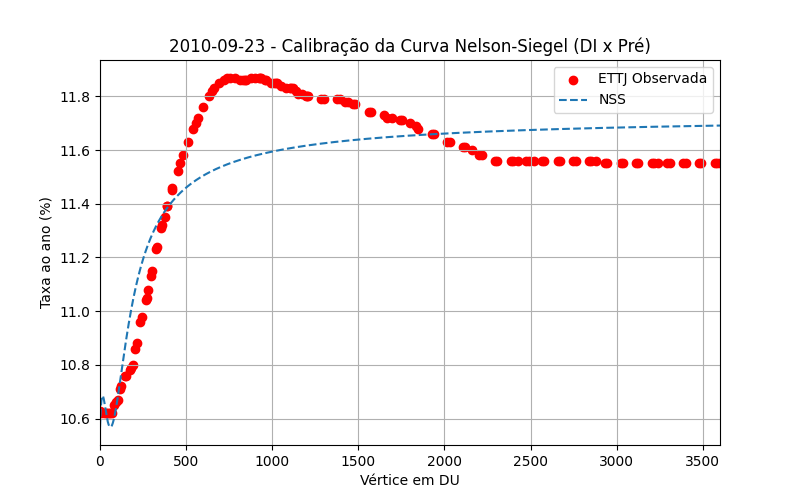 2010-09-23 - Calibração da Curva Nelson-Siegel (DI x Pré)
ETTJ Observada
NSS
Taxa ao ano (%)
11.8
11.6
11.4
11.2
11.0
10.8
10.6
0 500 1000 1500 2000 2500 3000 3500
Vértice em DU